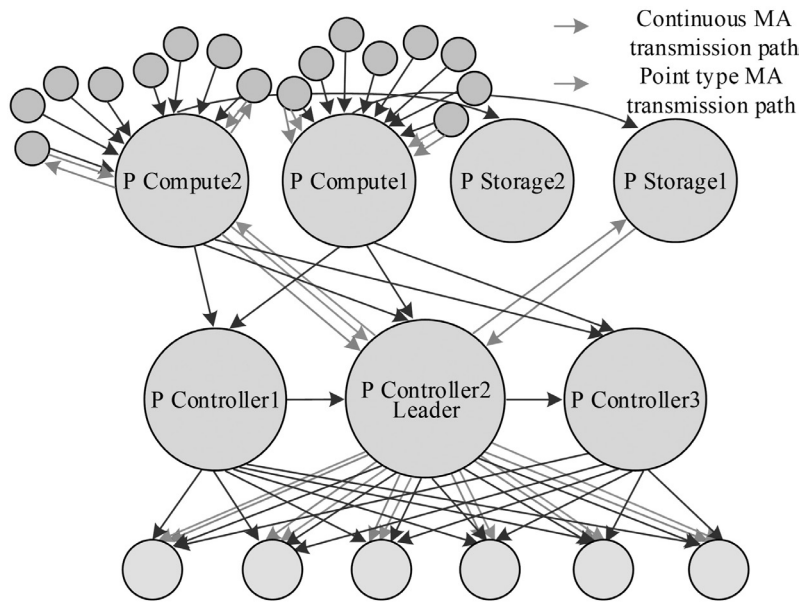 Continuous MA
transmission path
Point type MA
transmission path
P Compute2
P Compute1
P Storage2
P Storage1
P Controller1
P Controller2
Leader
P Controller3